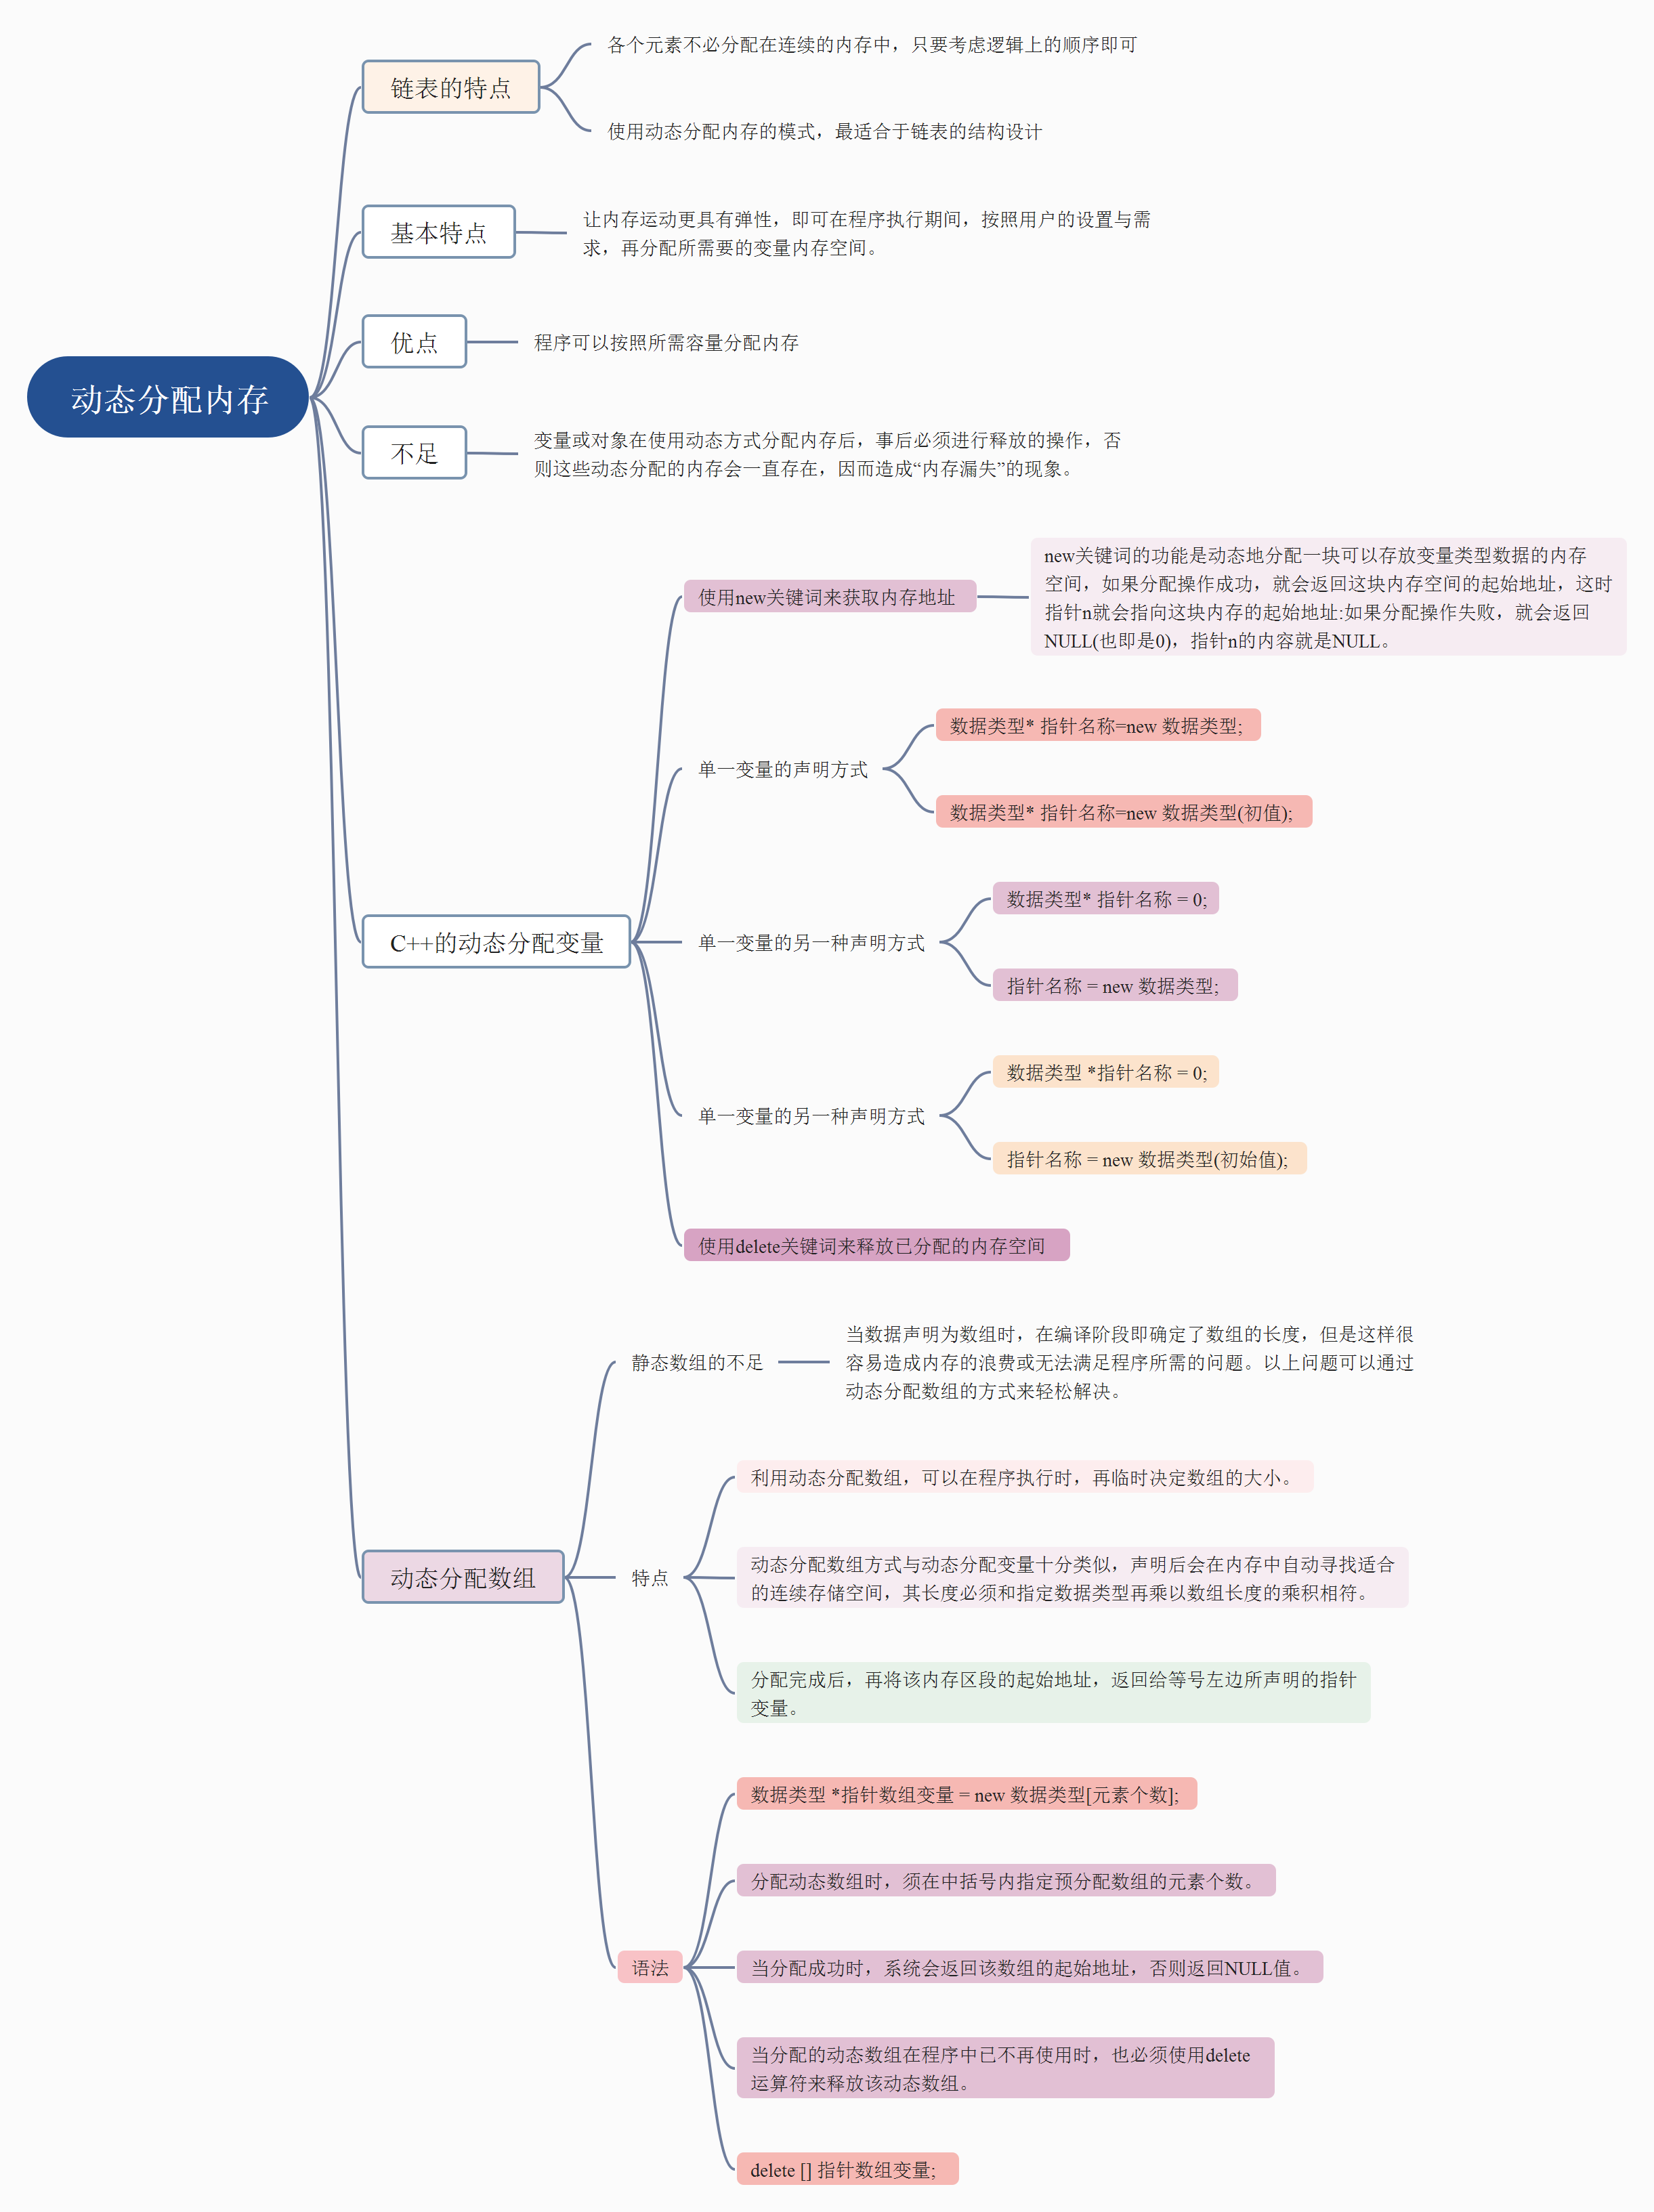 动态分配内存
链表的特点
各个元素不必分配在连续的内存中，只要考虑逻辑上的顺序即可
使用动态分配内存的模式，最适合于链表的结构设计
基本特点
让内存运动更具有弹性，即可在程序执行期间，按照用户的设置与需
求，再分配所需要的变量内存空间。
优点
程序可以按照所需容量分配内存
不足
变量或对象在使用动态方式分配内存后，事后必须进行释放的操作，否
则这些动态分配的内存会一直存在，因而造成“内存漏失”的现象。
C++的动态分配变量
使用new关键词来获取内存地址
new关键词的功能是动态地分配一块可以存放变量类型数据的内存
空间，如果分配操作成功，就会返回这块内存空间的起始地址，这时
指针n就会指向这块内存的起始地址:如果分配操作失败，就会返回
NULL(也即是0)，指针n的内容就是NULL。
单一变量的声明方式
数据类型* 指针名称=new 数据类型;
数据类型* 指针名称=new 数据类型(初值);
单一变量的另一种声明方式
数据类型* 指针名称 = 0;
指针名称 = new 数据类型;
单一变量的另一种声明方式
数据类型 *指针名称 = 0;
指针名称 = new 数据类型(初始值);
使用delete关键词来释放已分配的内存空间
动态分配数组
静态数组的不足
当数据声明为数组时，在编译阶段即确定了数组的长度，但是这样很
容易造成内存的浪费或无法满足程序所需的问题。以上问题可以通过
动态分配数组的方式来轻松解决。
特点
利用动态分配数组，可以在程序执行时，再临时决定数组的大小。
动态分配数组方式与动态分配变量十分类似，声明后会在内存中自动寻找适合
的连续存储空间，其长度必须和指定数据类型再乘以数组长度的乘积相符。
分配完成后，再将该内存区段的起始地址，返回给等号左边所声明的指针
变量。
语法
数据类型 *指针数组变量 = new 数据类型[元素个数];
分配动态数组时，须在中括号内指定预分配数组的元素个数。
当分配成功时，系统会返回该数组的起始地址，否则返回NULL值。
当分配的动态数组在程序中已不再使用时，也必须使用delete
运算符来释放该动态数组。
delete [] 指针数组变量;